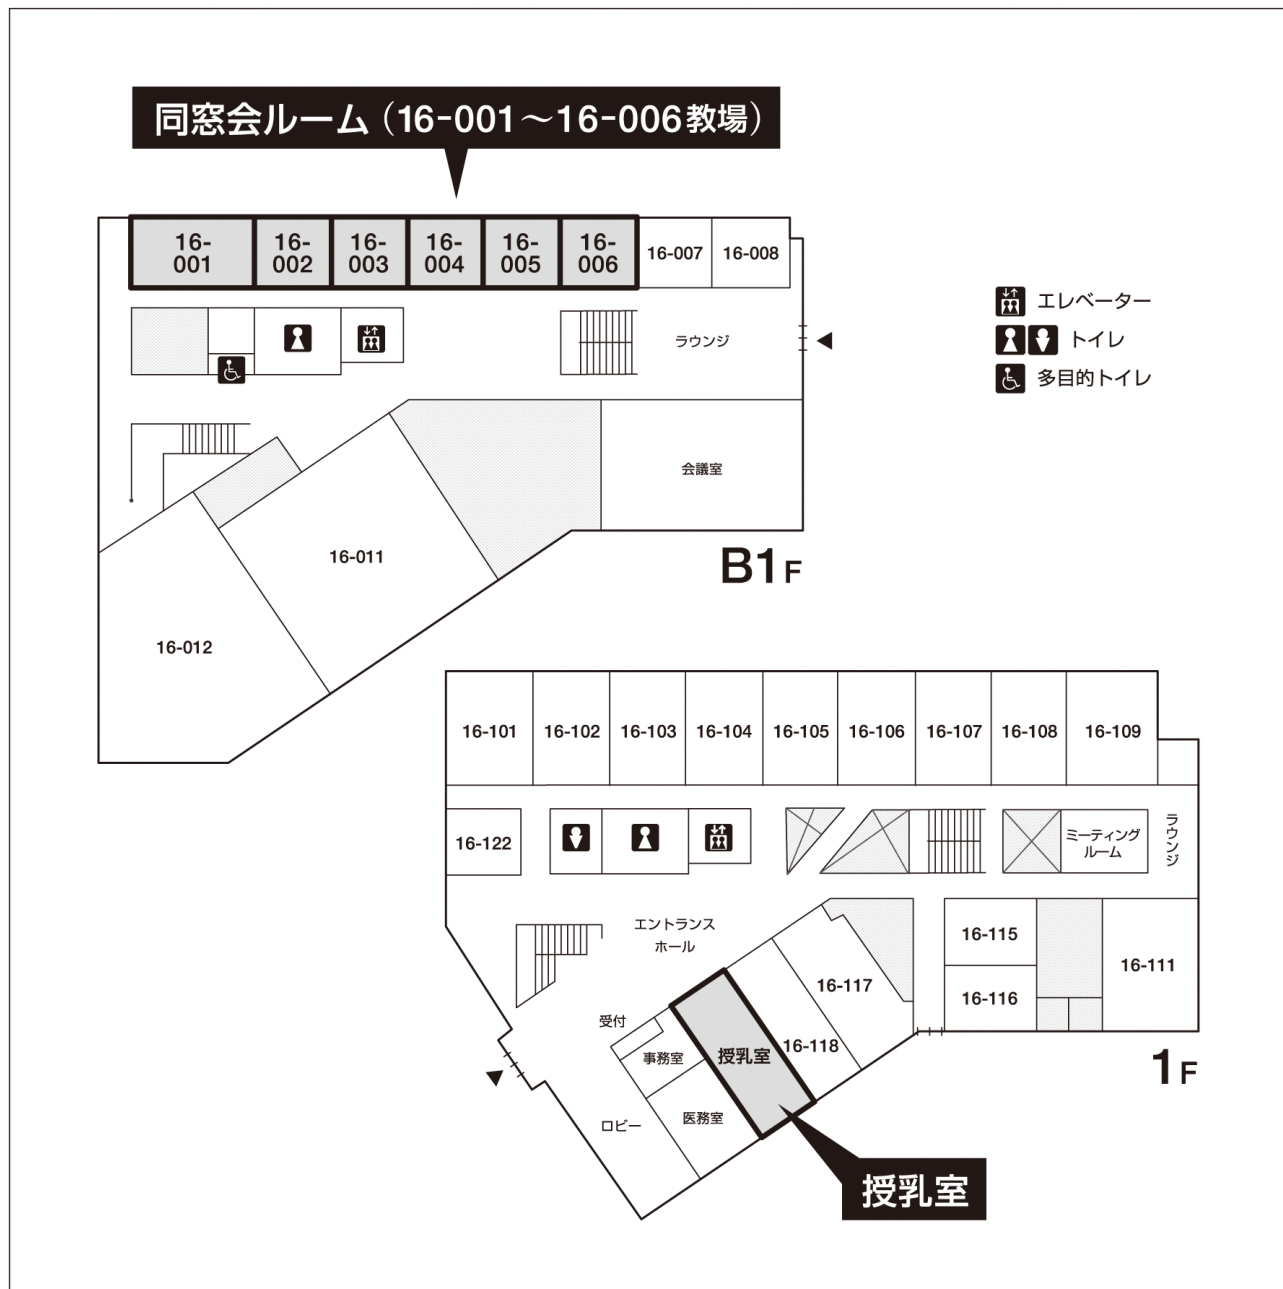 同窓会ルーム（16-001～16-006教場）
16-
001
16-
002
16-
003
16-
004
16-
005
16-
006
16-007
16-008
ラウンジ
会議室
16-011
16-012
B1F
エレベーター
トイレ
多目的トイレ
16-101
16-102
16-103
16-104
16-105
16-106
16-107
16-108
16-109
16-122
ミーティング
ルーム
ラウンジ
エントランス
ホール
16-115
16-116
16-111
16-117
16-118
受付
事務室
授乳室
医務室
ロビー
1F
授乳室